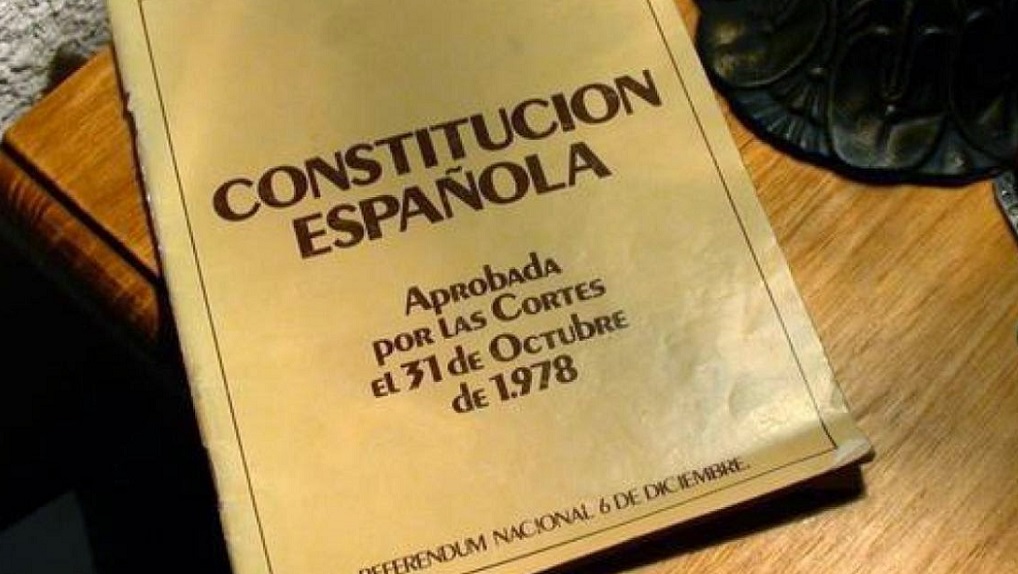 CONSTITUCION
ESPAÑOLA
Aprobada
por las Cortes
el 31 de Octubre
de 1.978
REFERENDUM NACIONAL 6 DE DICIEMBRE.